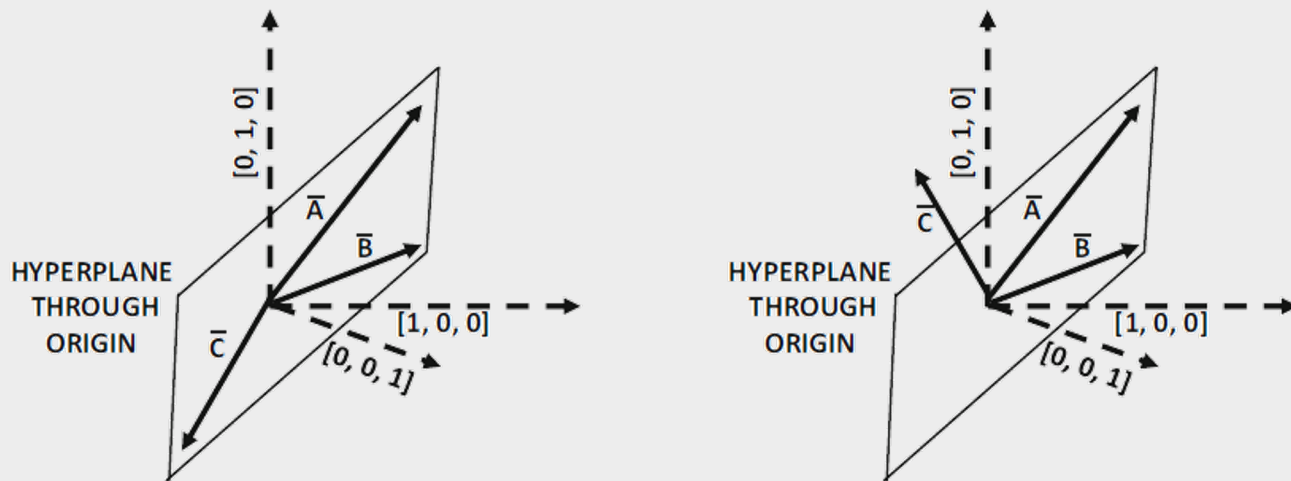 [0, 1, 0]
A̅
B̅
HYPERPLANE
THROUGH
ORIGIN
C̅
[1, 0, 0]
[0, 0, 1]
[0, 1, 0]
C̅
A̅
B̅
HYPERPLANE
THROUGH
ORIGIN
[1, 0, 0]
[0, 0, 1]